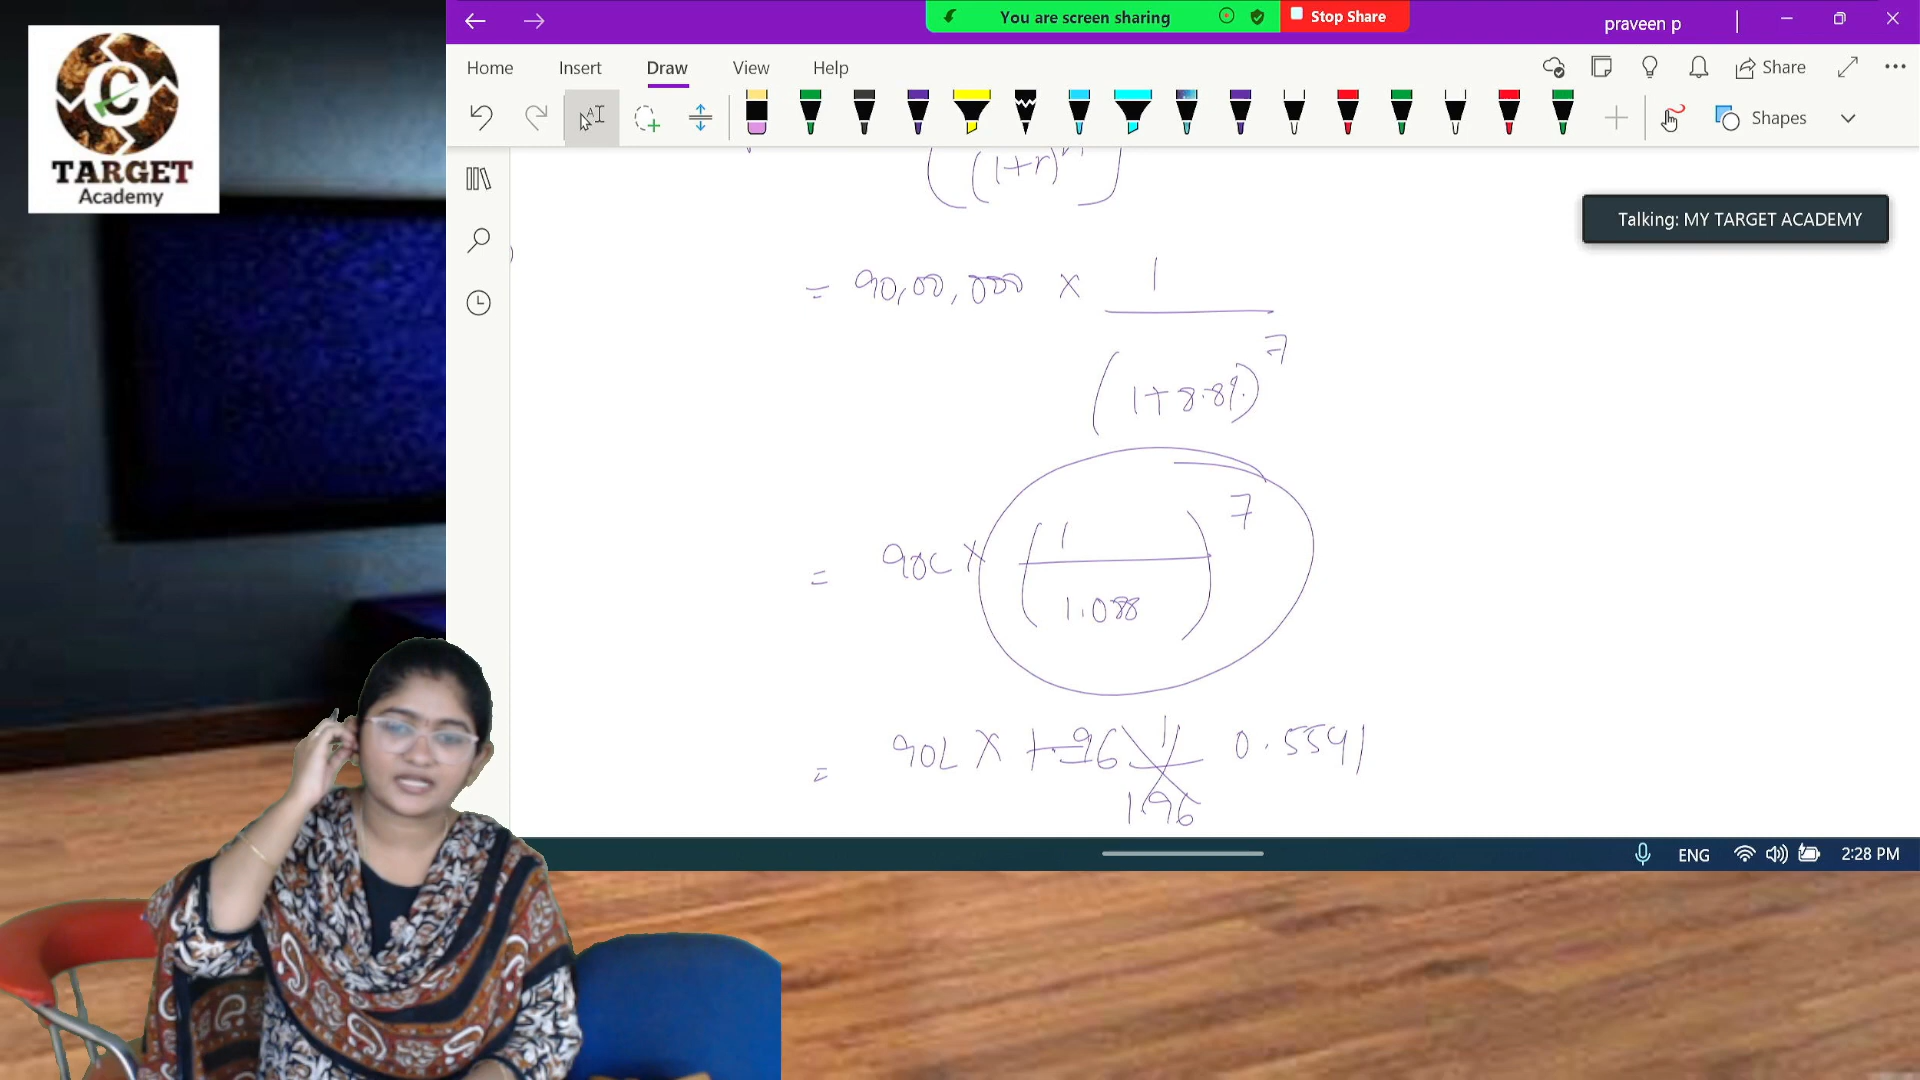 You are screen sharing
Stop Share
praveen p
TARGET
Academy
Home Insert Draw View Help
Share
Shapes
Talking: MY TARGET ACADEMY
(1+r)
= 90,00,000 × 1
(1+8.8%) 7
= 90L × (1 / 1.088) 7
= 90L × 1.96 1 / 1.96 0.5541
ENG 2:28 PM